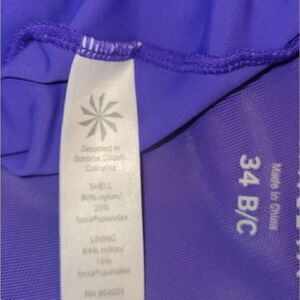 Designed in
Sonoma County,
California
SHELL
80% nylon/
20%
lycra®spandex
LINING
84% nylon/
16%
lycra®spandex
RN #64023
Made in China
34 B/C